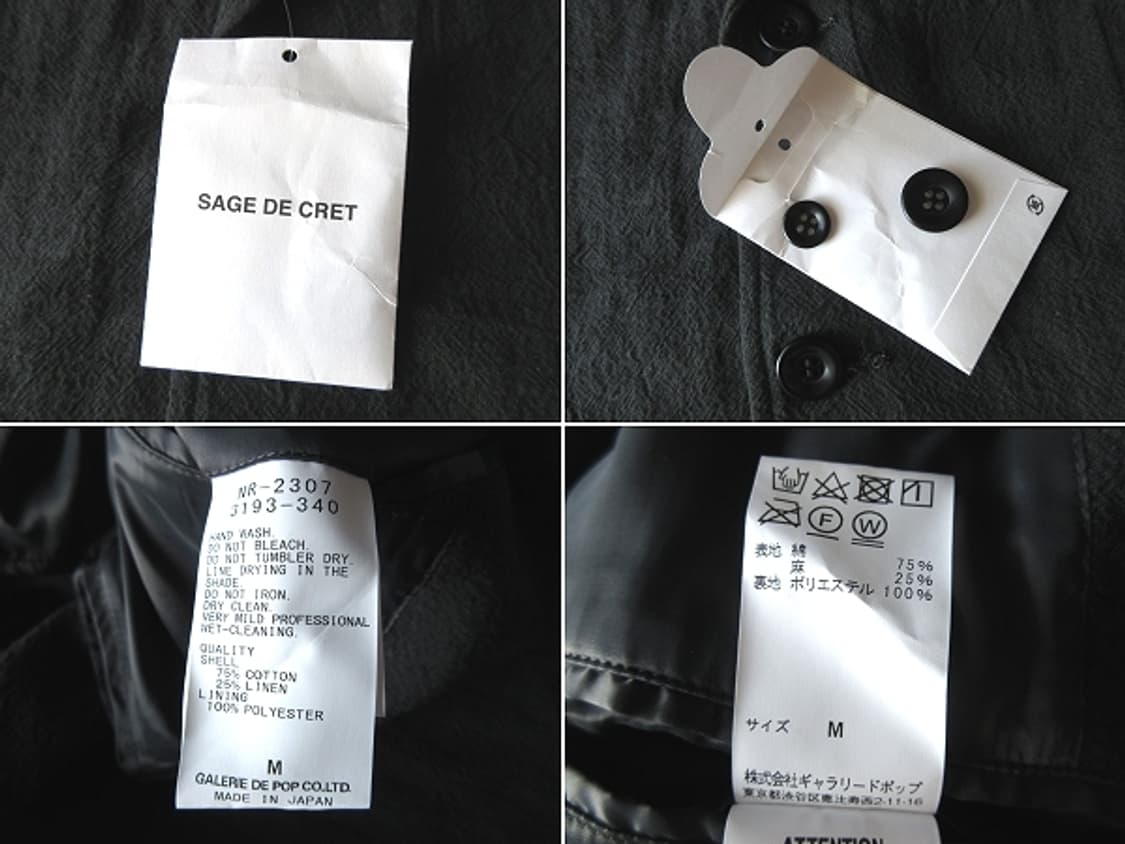 SAGE DE CRET
NR-2307
3193-340
HAND WASH.
DO NOT BLEACH.
DO NOT TUMBLER DRY.
LINE DRYING IN THE
SHADE.
DO NOT IRON.
DRY CLEAN.
VERY MILD PROFESSIONAL
WET-CLEANING.
QUALITY
SHELL
75% COTTON
25% LINEN
LINING
100% POLYESTER
M
GALERIE DE POP CO.LTD.
MADE IN JAPAN
F W
表地 綿 75%
麻 25%
裏地 ポリエステル 100%
サイズ M
株式会社ギャラリードポップ
東京都渋谷区恵比寿西2-11-16
ATTENTION